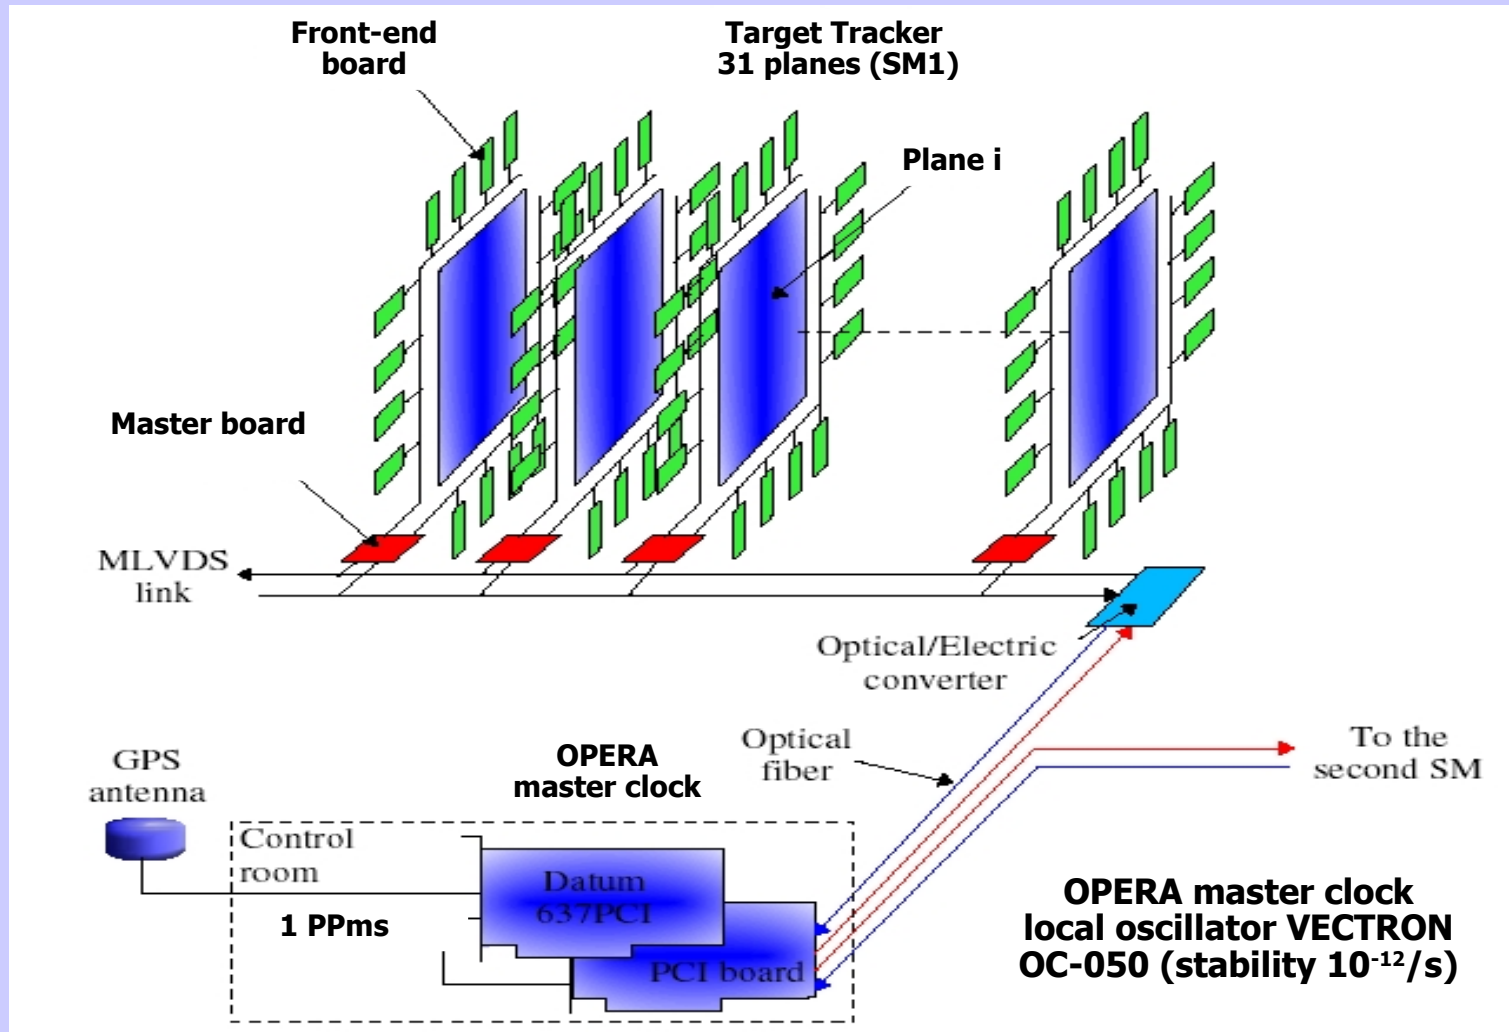 Front-end
board
Target Tracker
31 planes (SM1)
Plane i
Master board
MLVDS
link
Optical/Electric
converter
Optical
fiber
To the
second SM
GPS
antenna
OPERA
master clock
Control
room
Datum
637PCI
1 PPms
PCI board
OPERA master clock
local oscillator VECTRON
OC-050 (stability 10⁻¹²/s)